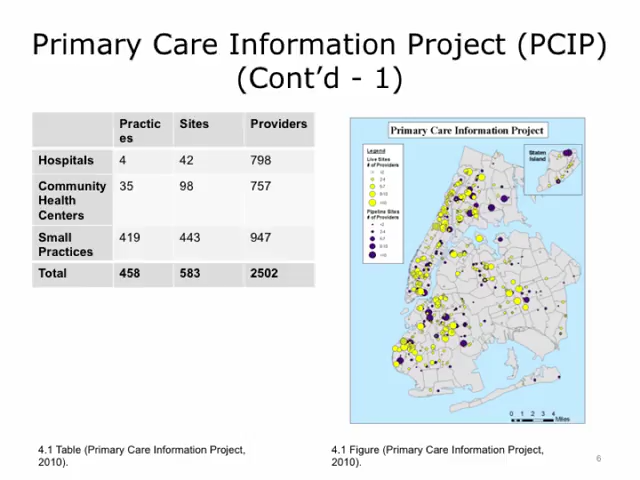 Primary Care Information Project (PCIP)
(Cont’d - 1)
Practic
es
Sites
Providers
Hospitals
4
42
798
Community
Health
Centers
35
98
757
Small
Practices
419
443
947
Total
458
583
2502
Primary Care Information Project
Legend
Live Sites
# of Providers
Pipeline Sites
# of Providers
Staten
Island
0 1 2 3 4
Miles
4.1 Table (Primary Care Information Project,
2010).
4.1 Figure (Primary Care Information Project,
2010).
6